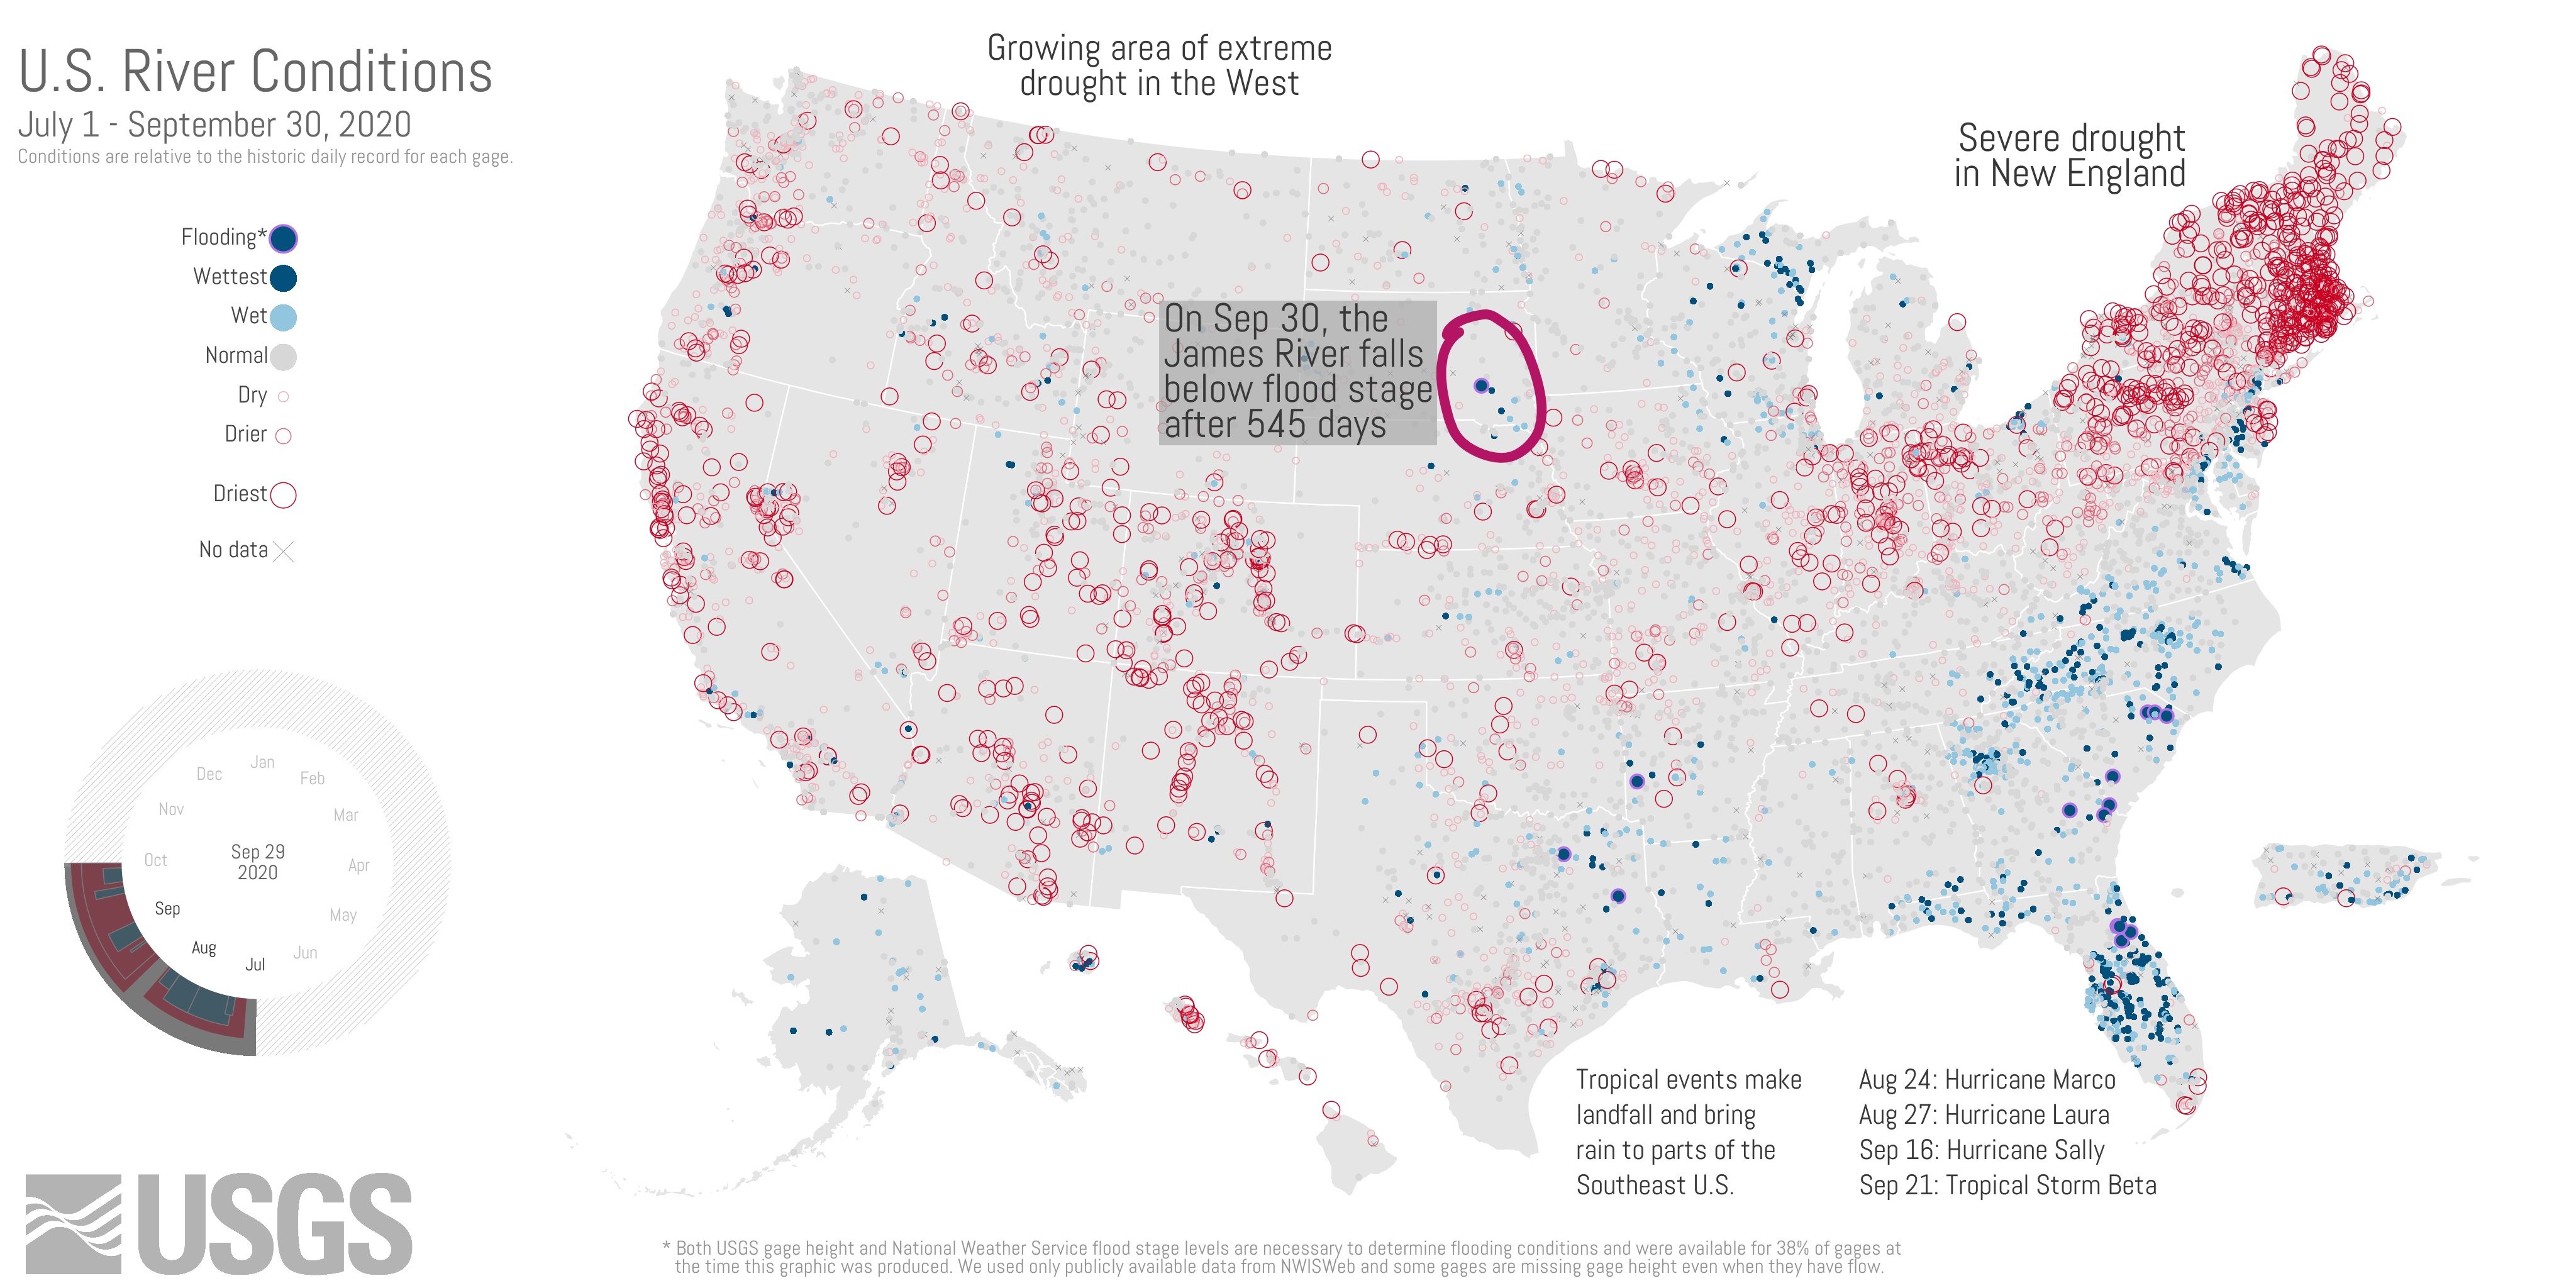 U.S. River Conditions
July 1 - September 30, 2020
Conditions are relative to the historic daily record for each gage.
Flooding*
Wettest
Wet
Normal
Dry
Drier
Driest
No data
Growing area of extreme
drought in the West
Severe drought
in New England
On Sep 30, the
James River falls
below flood stage
after 545 days
Jan
Feb
Mar
Apr
May
Jun
Jul
Aug
Sep
Oct
Nov
Dec
Sep 29
2020
Tropical events make
landfall and bring
rain to parts of the
Southeast U.S.
Aug 24: Hurricane Marco
Aug 27: Hurricane Laura
Sep 16: Hurricane Sally
Sep 21: Tropical Storm Beta
USGS
* Both USGS gage height and National Weather Service flood stage levels are necessary to determine flooding conditions and were available for 38% of gages at
the time this graphic was produced. We used only publicly available data from NWISWeb and some gages are missing gage height even when they have flow.